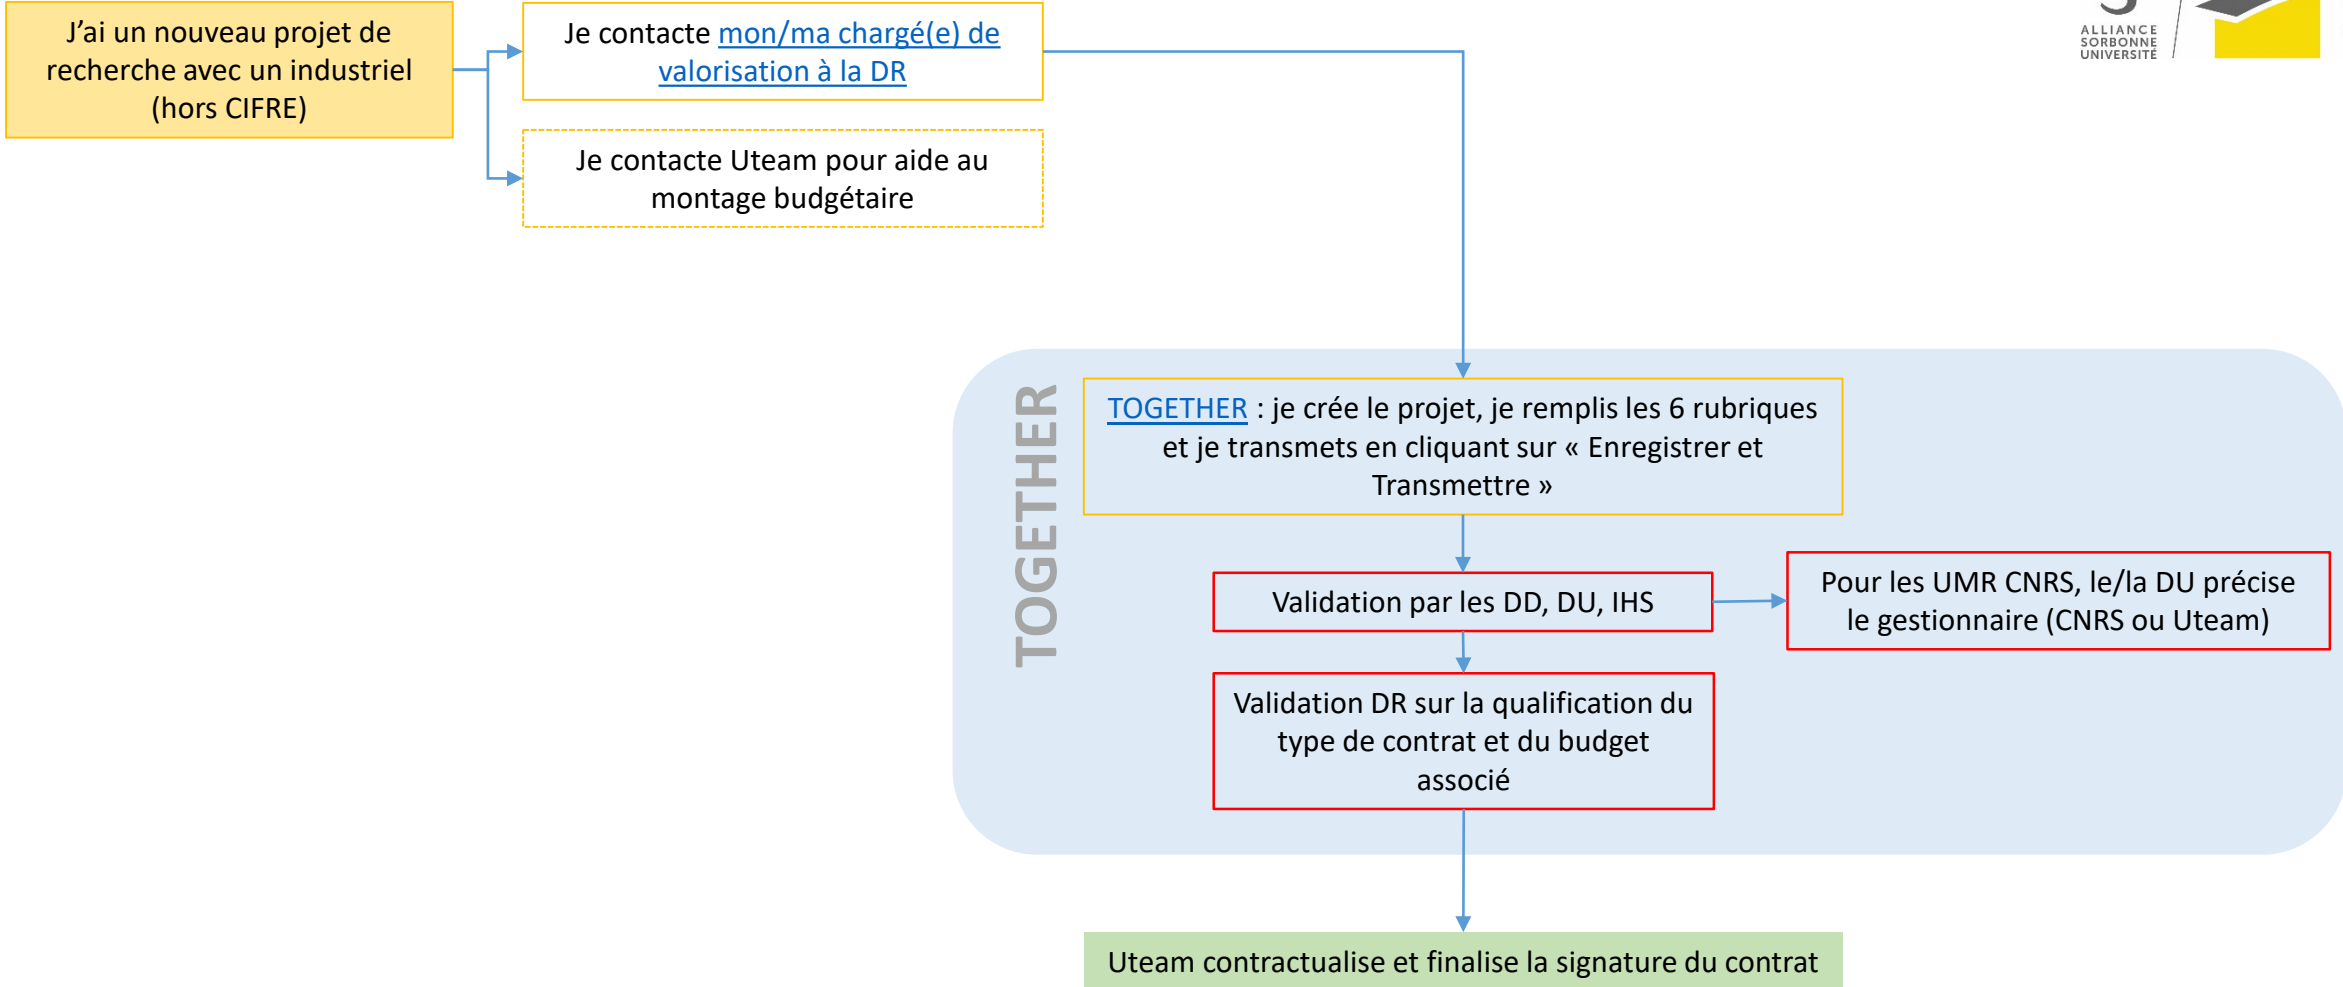 J'ai un nouveau projet de
recherche avec un industriel
(hors CIFRE)
Je contacte mon/ma chargé(e) de
valorisation à la DR
Je contacte Uteam pour aide au
montage budgétaire
ALLIANCE
SORBONNE
UNIVERSITÉ
TOGETHER
TOGETHER : je crée le projet, je remplis les 6 rubriques
et je transmets en cliquant sur « Enregistrer et
Transmettre »
Validation par les DD, DU, IHS
Pour les UMR CNRS, le/la DU précise
le gestionnaire (CNRS ou Uteam)
Validation DR sur la qualification du
type de contrat et du budget
associé
Uteam contractualise et finalise la signature du contrat